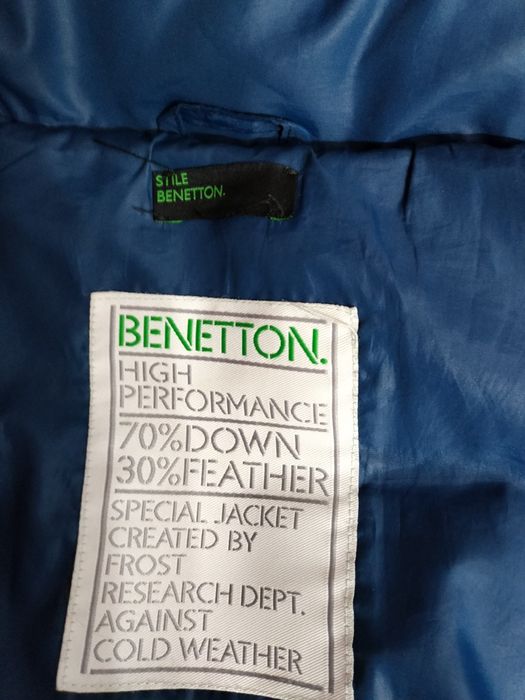 STILE
BENETTON.
BENETTON.
HIGH
PERFORMANCE
70%DOWN
30%FEATHER
SPECIAL JACKET
CREATED BY
FROST
RESEARCH DEPT.
AGAINST
COLD WEATHER